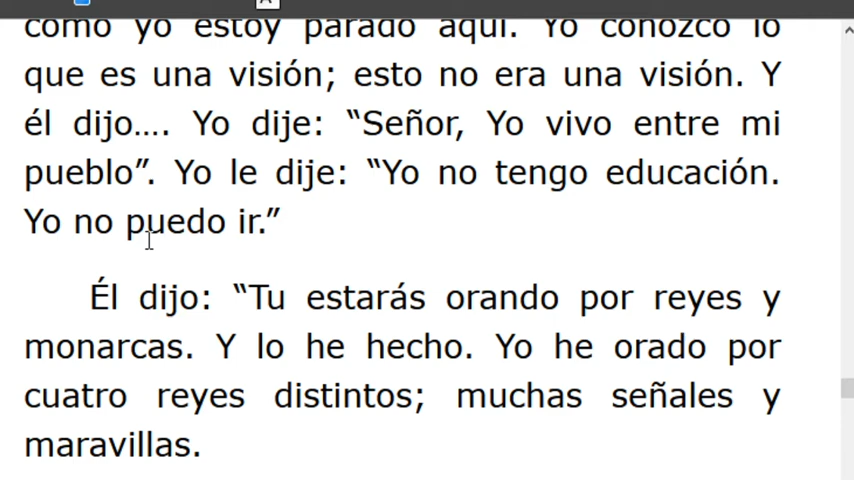 como yo estoy parado aquí. Yo conozco lo
que es una visión; esto no era una visión. Y
él dijo…. Yo dije: “Señor, Yo vivo entre mi
pueblo”. Yo le dije: “Yo no tengo educación.
Yo no puedo ir.”
Él dijo: “Tu estarás orando por reyes y
monarcas. Y lo he hecho. Yo he orado por
cuatro reyes distintos; muchas señales y
maravillas.